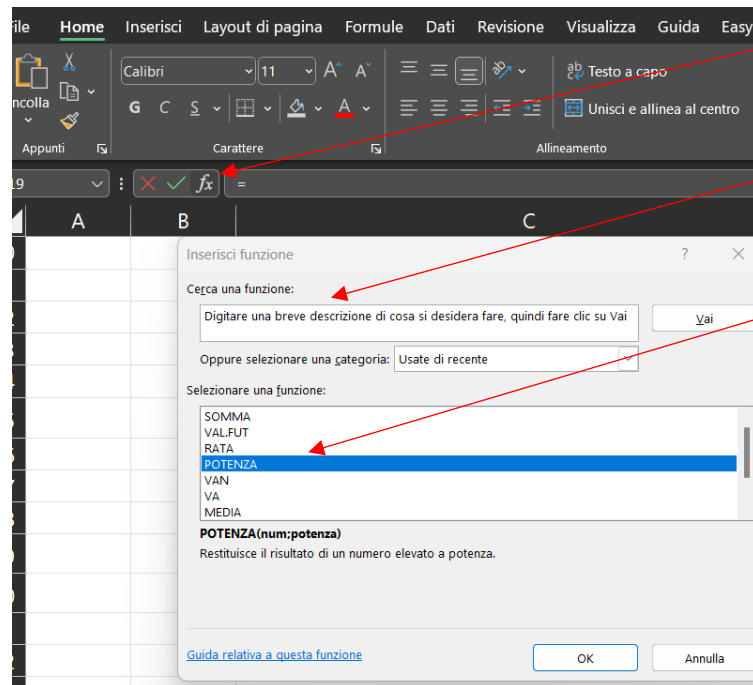 File Home Inserisci Layout di pagina Formule Dati Revisione Visualizza Guida Easy
Calibri 11 A A ab Testo a capo
ncolla
G C S A Unisci e allinea al centro
Appunti Carattere Allineamento
19 fx =
A B C
Inserisci funzione ?
Cerca una funzione:
Digitare una breve descrizione di cosa si desidera fare, quindi fare clic su Vai Vai
Oppure selezionare una categoria: Usate di recente
Selezionare una funzione:
SOMMA
VAL.FUT
RATA
POTENZA
VAN
VA
MEDIA
POTENZA(num;potenza)
Restituisce il risultato di un numero elevato a potenza.
Guida relativa a questa funzione OK Annulla